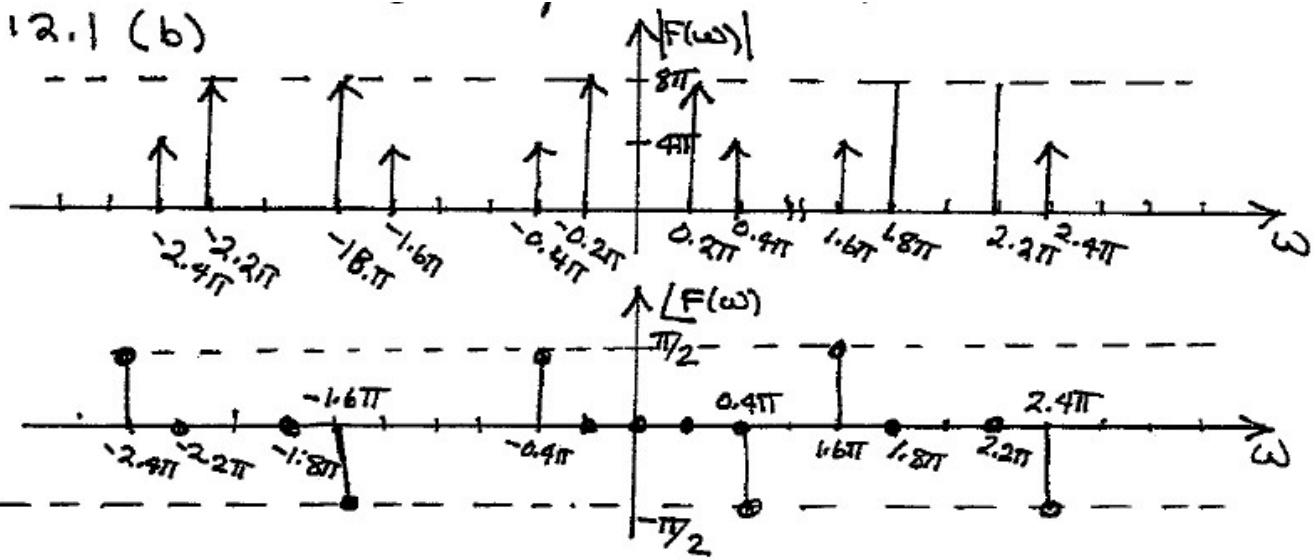 12.1 (b)
|F(ω)|
8π
4π
-2.4π -2.2π -18.π -1.6π -0.4π -0.2π 0.2π 0.4π 1.6π 1.8π 2.2π 2.4π
ω
∠F(ω)
π/2
-1.6π 0.4π 2.4π
-2.4π -2.2π -1.8π -0.4π 1.6π 1.8π 2.2π
ω
-π/2